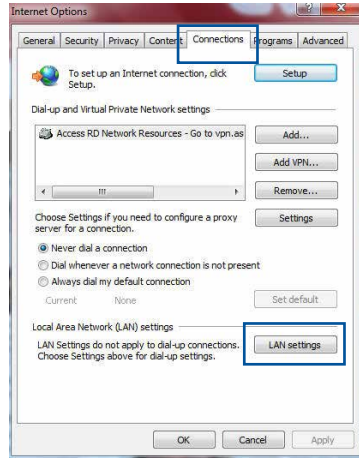 Internet Options
General Security Privacy Content Connections Programs Advanced
To set up an Internet connection, click
Setup.
Setup
Dial-up and Virtual Private Network settings
Access RD Network Resources - Go to vpn.as
Add...
Add VPN...
Remove...
Choose Settings if you need to configure a proxy
server for a connection.
Settings
Never dial a connection
Dial whenever a network connection is not present
Always dial my default connection
Current None
Set default
Local Area Network (LAN) settings
LAN Settings do not apply to dial-up connections.
Choose Settings above for dial-up settings.
LAN settings
OK Cancel Apply